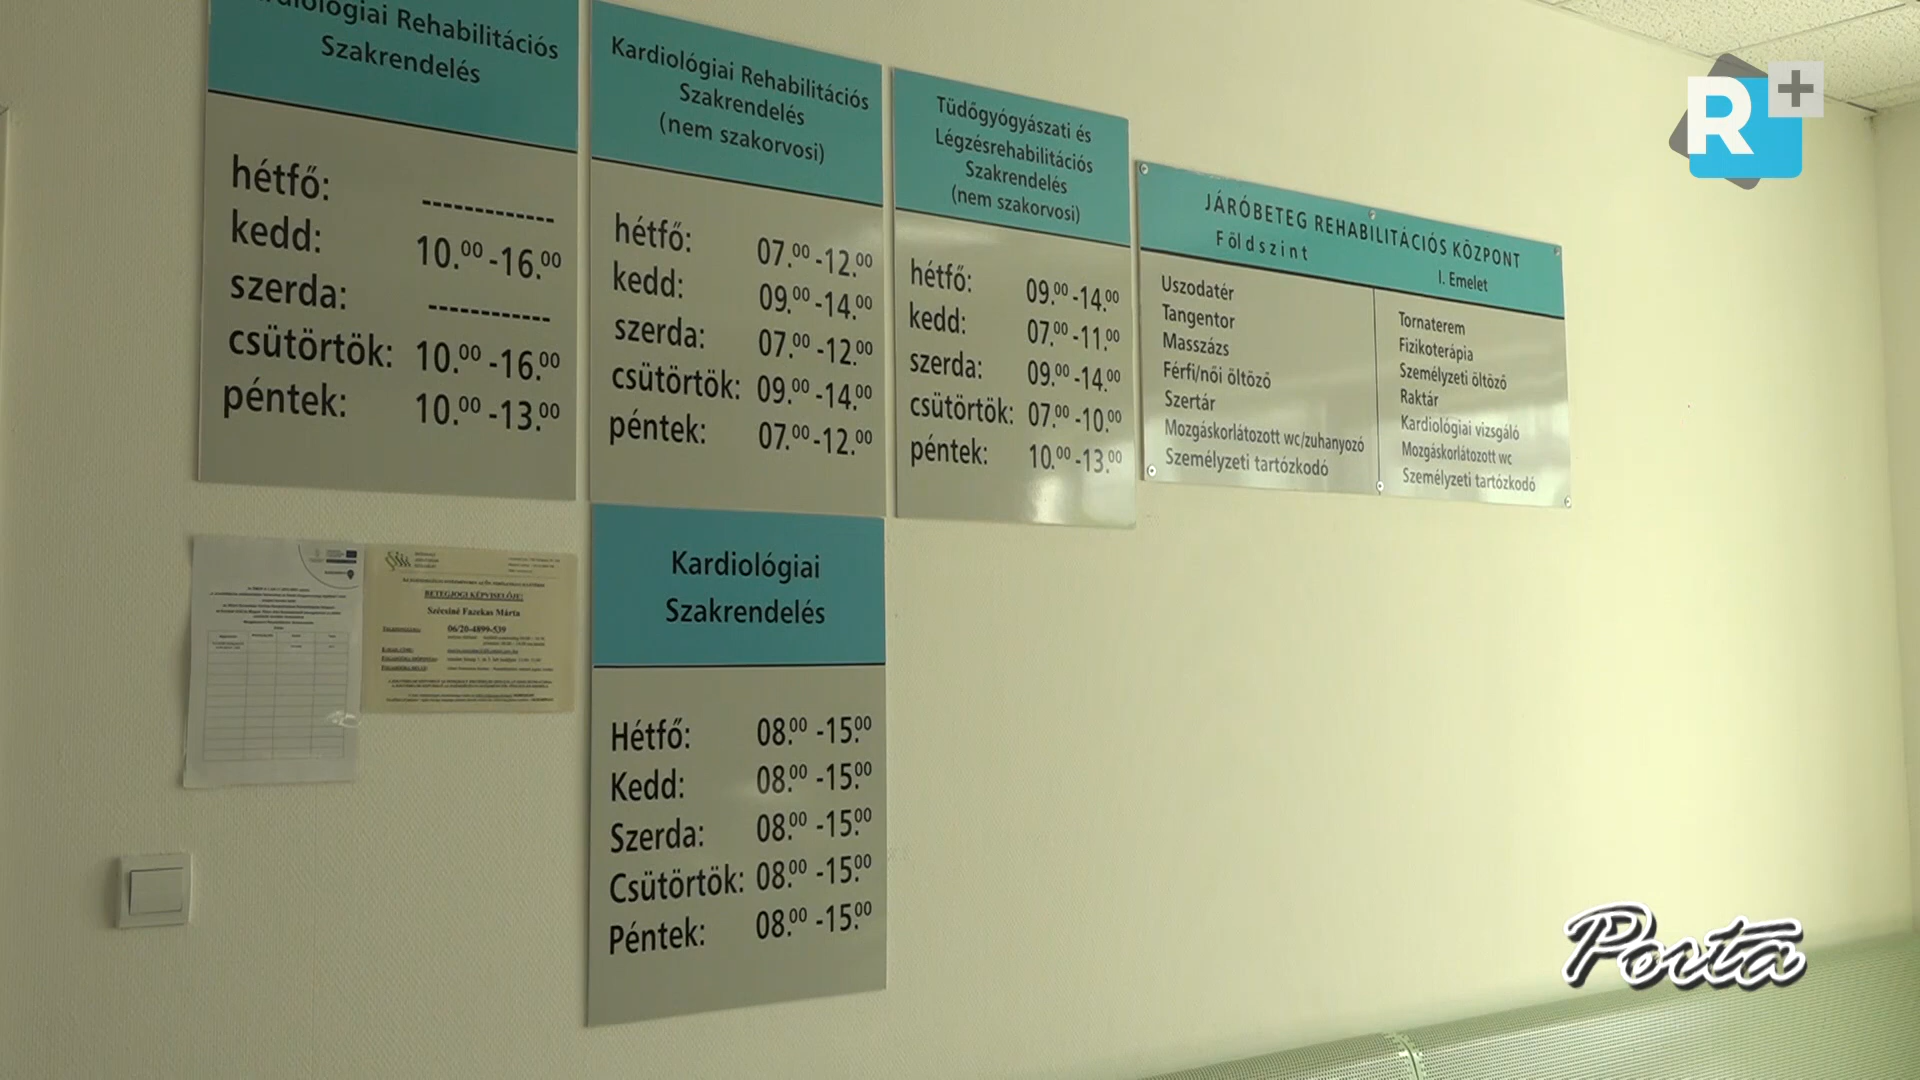 Kardiológiai Rehabilitációs
Szakrendelés
hétfő: -------------
kedd: 10.00-16.00
szerda: ------------
csütörtök: 10.00-16.00
péntek: 10.00-13.00
Kardiológiai Rehabilitációs
Szakrendelés
(nem szakorvosi)
hétfő: 07.00-12.00
kedd: 09.00-14.00
szerda: 07.00-12.00
csütörtök: 09.00-14.00
péntek: 07.00-12.00
Tüdőgyógyászati és
Légzésrehabilitációs
Szakrendelés
(nem szakorvosi)
hétfő: 09.00-14.00
kedd: 07.00-11.00
szerda: 09.00-14.00
csütörtök: 07.00-10.00
péntek: 10.00-13.00
JÁRÓBETEG REHABILITÁCIÓS KÖZPONT
Földszint
Uszodatér
Tangentor
Masszázs
Férfi/női öltöző
Szertár
Mozgáskorlátozott wc/zuhanyozó
Személyzeti tartózkodó
I. Emelet
Tornaterem
Fizikoterápia
Személyzeti öltöző
Raktár
Kardiológiai vizsgáló
Mozgáskorlátozott wc
Személyzeti tartózkodó
R+
BETEGJOGI KÉPVISELŐJE:
Szécsiné Fazekas Márta
06/20-4899-539
Kardiológiai
Szakrendelés
Hétfő: 08.00-15.00
Kedd: 08.00-15.00
Szerda: 08.00-15.00
Csütörtök: 08.00-15.00
Péntek: 08.00-15.00
Porta